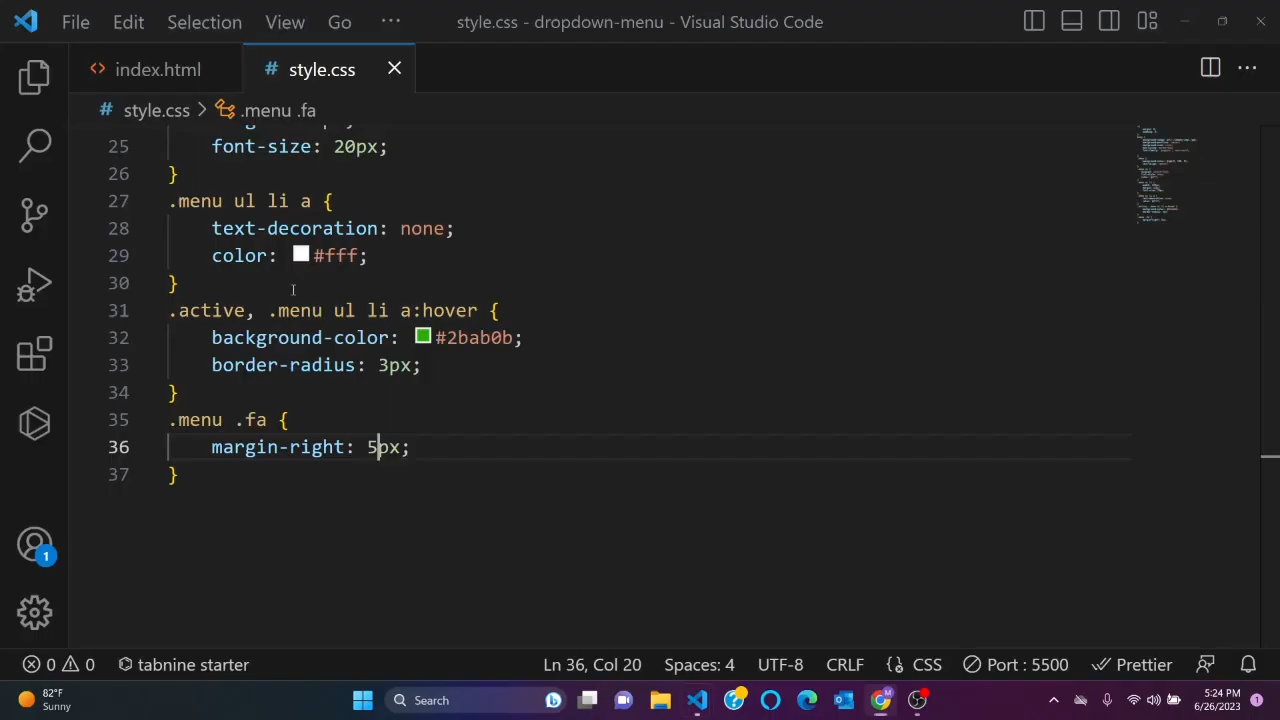 File Edit Selection View Go ··· style.css - dropdown-menu - Visual Studio Code
<> index.html # style.css
# style.css > .menu .fa
25 font-size: 20px;
26 }
27 .menu ul li a {
28 text-decoration: none;
29 color: #fff;
30 }
31 .active, .menu ul li a:hover {
32 background-color: #2bab0b;
33 border-radius: 3px;
34 }
35 .menu .fa {
36 margin-right: 5px;
37 }
1
0 0 tabnine starter Ln 36, Col 20 Spaces: 4 UTF-8 CRLF {} CSS Port : 5500 Prettier
82°F
Sunny
Search
5:24 PM
6/26/2023
1